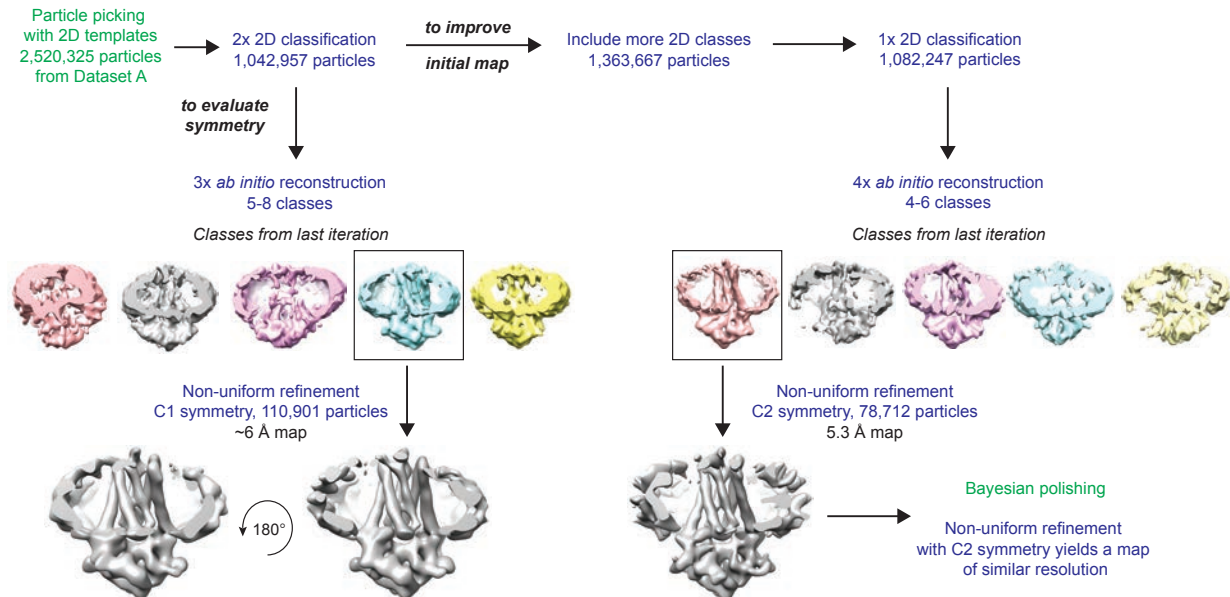 Particle picking
with 2D templates
2,520,325 particles
from Dataset A
2x 2D classification
1,042,957 particles
to improve
initial map
Include more 2D classes
1,363,667 particles
1x 2D classification
1,082,247 particles
to evaluate
symmetry
3x ab initio reconstruction
5-8 classes
Classes from last iteration
4x ab initio reconstruction
4-6 classes
Classes from last iteration
Non-uniform refinement
C1 symmetry, 110,901 particles
~6 Å map
180°
Non-uniform refinement
C2 symmetry, 78,712 particles
5.3 Å map
Bayesian polishing
Non-uniform refinement
with C2 symmetry yields a map
of similar resolution